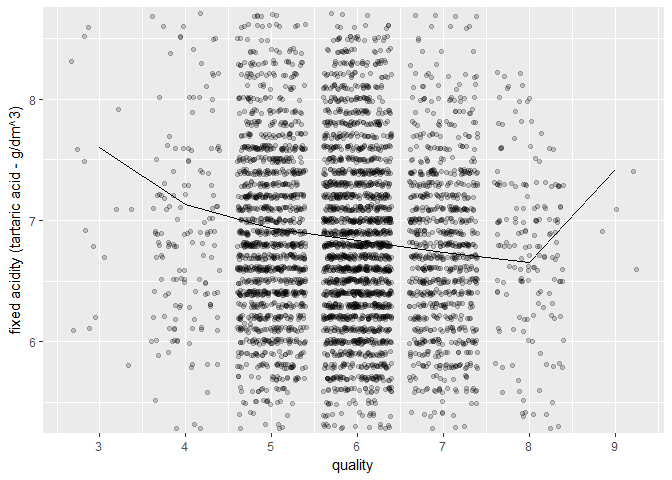 fixed acidity (tartaric acid - g/dm^3)
8
7
6
3 4 5 6 7 8 9
quality